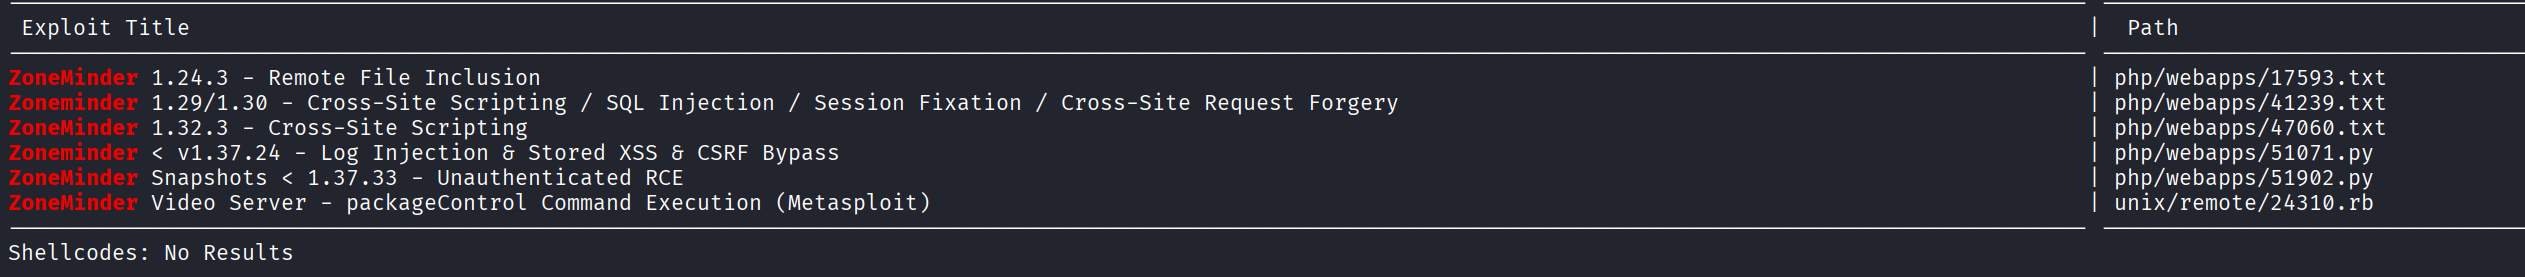 Exploit Title | Path
ZoneMinder 1.24.3 - Remote File Inclusion | php/webapps/17593.txt
Zoneminder 1.29/1.30 - Cross-Site Scripting / SQL Injection / Session Fixation / Cross-Site Request Forgery | php/webapps/41239.txt
ZoneMinder 1.32.3 - Cross-Site Scripting | php/webapps/47060.txt
Zoneminder < v1.37.24 - Log Injection & Stored XSS & CSRF Bypass | php/webapps/51071.py
ZoneMinder Snapshots < 1.37.33 - Unauthenticated RCE | php/webapps/51902.py
ZoneMinder Video Server - packageControl Command Execution (Metasploit) | unix/remote/24310.rb
Shellcodes: No Results